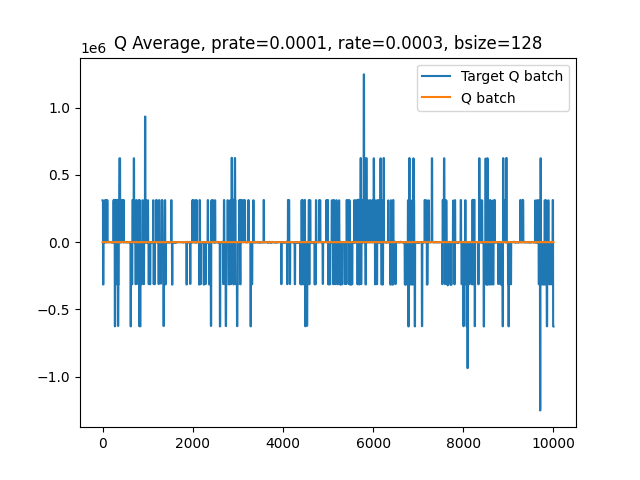 Q Average, prate=0.0001, rate=0.0003, bsize=128
1e6
Target Q batch
Q batch
1.0
0.5
0.0
−0.5
−1.0
0 2000 4000 6000 8000 10000